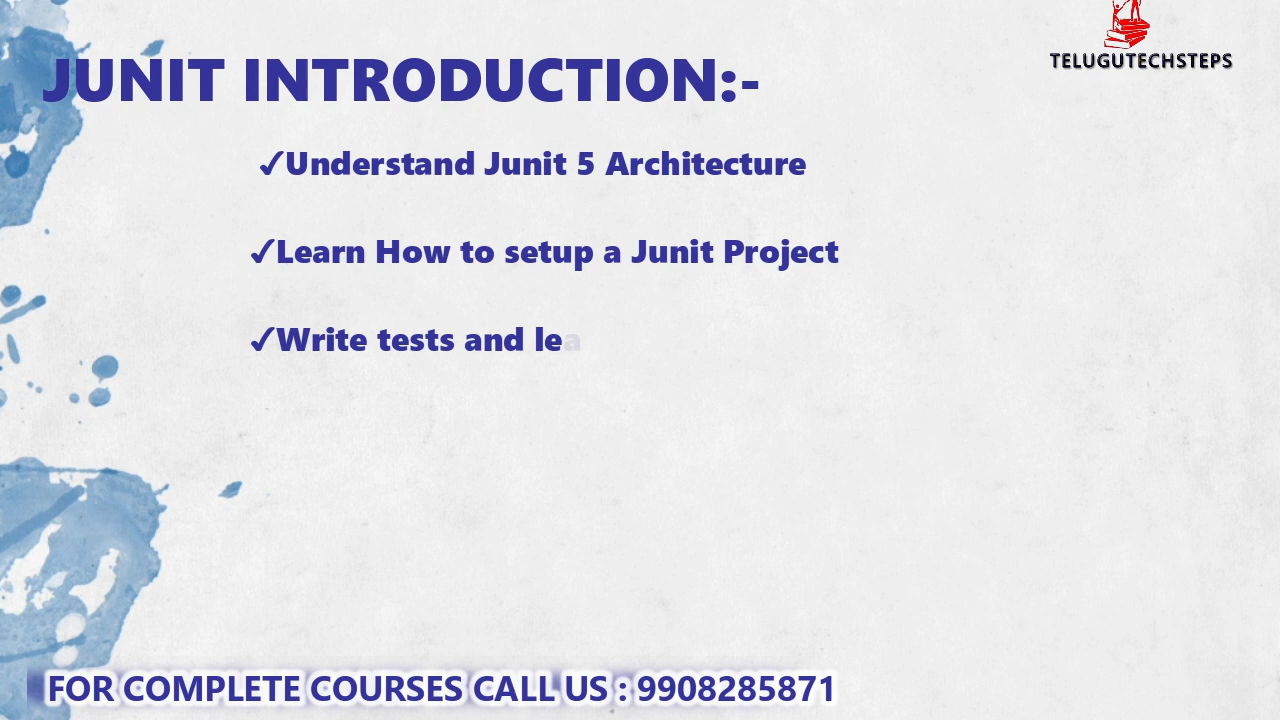 TELUGUTECHSTEPS
JUNIT INTRODUCTION:-
✓Understand Junit 5 Architecture
✓Learn How to setup a Junit Project
✓Write tests and lea
FOR COMPLETE COURSES CALL US : 9908285871